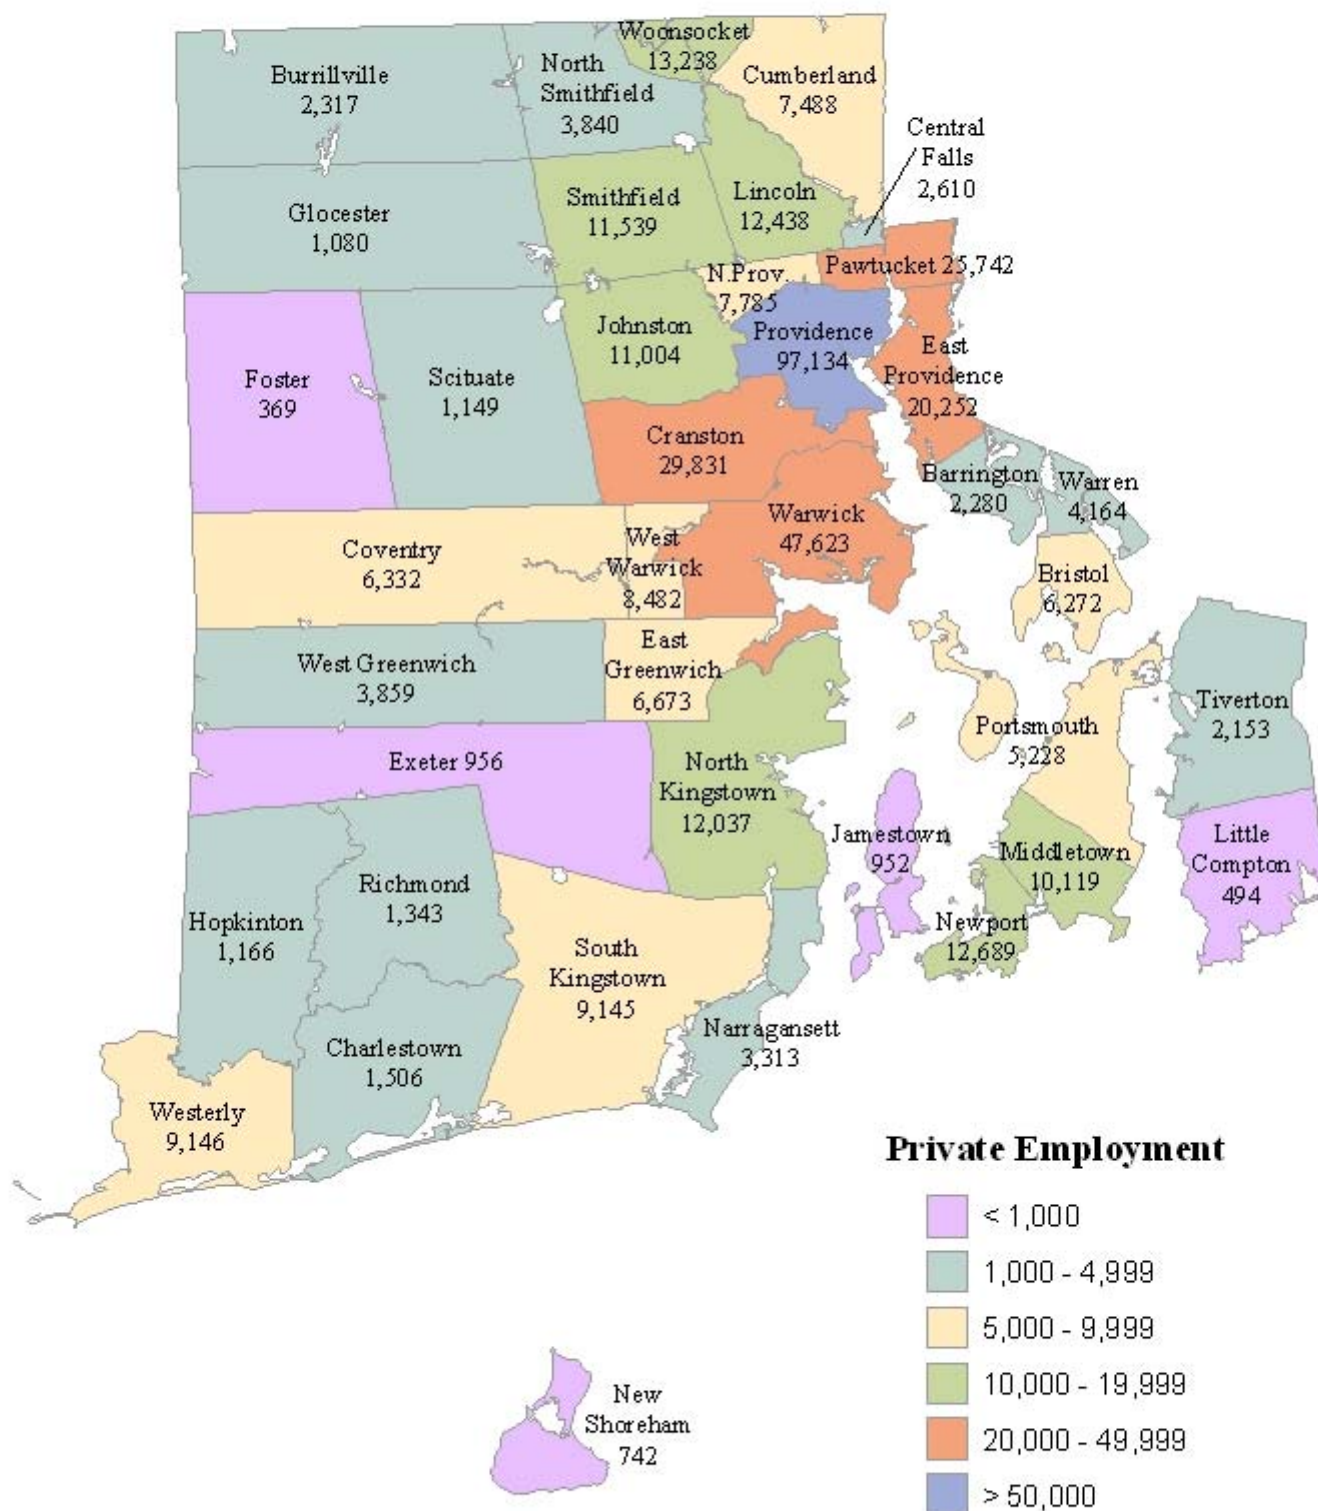 Woonsocket
13,238
Burrillville
2,317
North
Smithfield
3,840
Cumberland
7,488
Central
Falls
2,610
Glocester
1,080
Smithfield
11,539
Lincoln
12,438
N.Prov.
7,785
Pawtucket 25,742
Foster
369
Scituate
1,149
Johnston
11,004
Providence
97,134
East
Providence
20,252
Cranston
29,831
Barrington
2,280
Warren
4,164
Coventry
6,332
West
Warwick
8,482
Warwick
47,623
Bristol
6,272
West Greenwich
3,859
East
Greenwich
6,673
Portsmouth
5,228
Tiverton
2,153
Exeter 956
North
Kingstown
12,037
Jamestown
952
Middletown
10,119
Little
Compton
494
Hopkinton
1,166
Richmond
1,343
South
Kingstown
9,145
Newport
12,689
Charlestown
1,506
Narragansett
3,313
Westerly
9,146
New
Shoreham
742
Private Employment
< 1,000
1,000 - 4,999
5,000 - 9,999
10,000 - 19,999
20,000 - 49,999
> 50,000